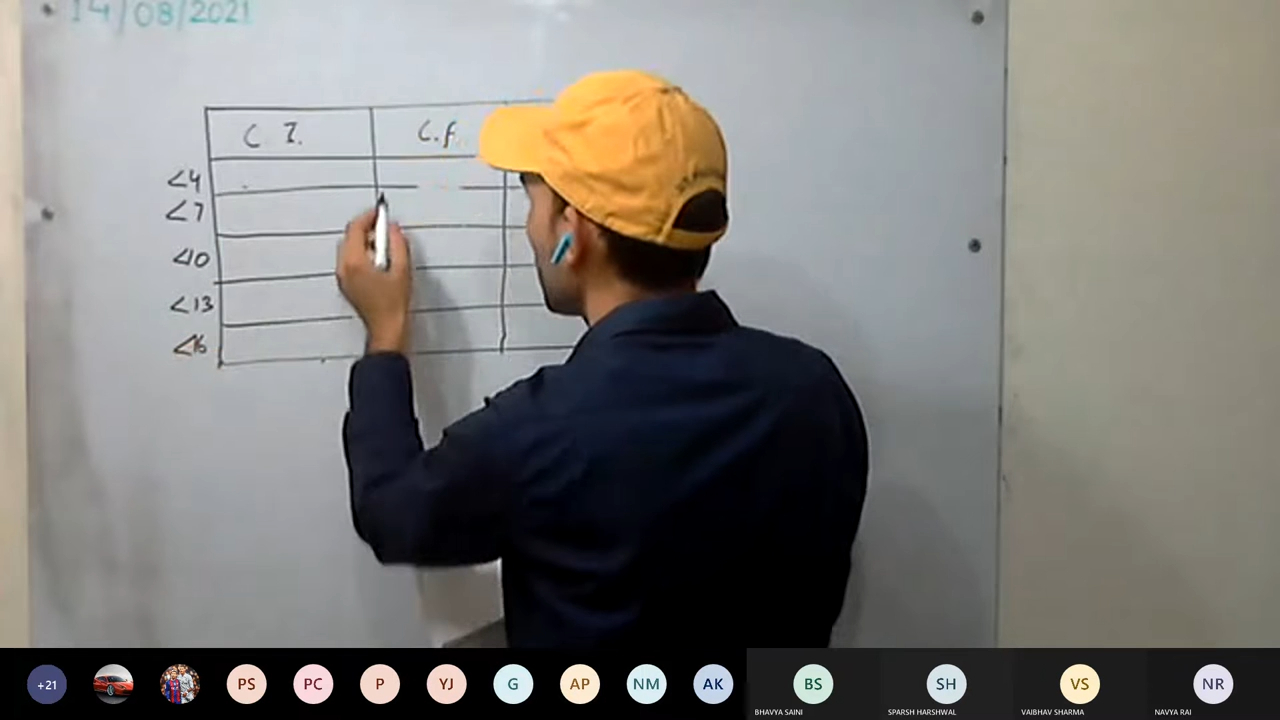 14/08/2021
C I. C.f.
<4
<7
<10
<13
<16
+21 PS PC P YJ G AP NM AK BS SH VS NR
BHAVYA SAINI SPARSH HARSHWAL VAIBHAV SHARMA NAVYA RAI